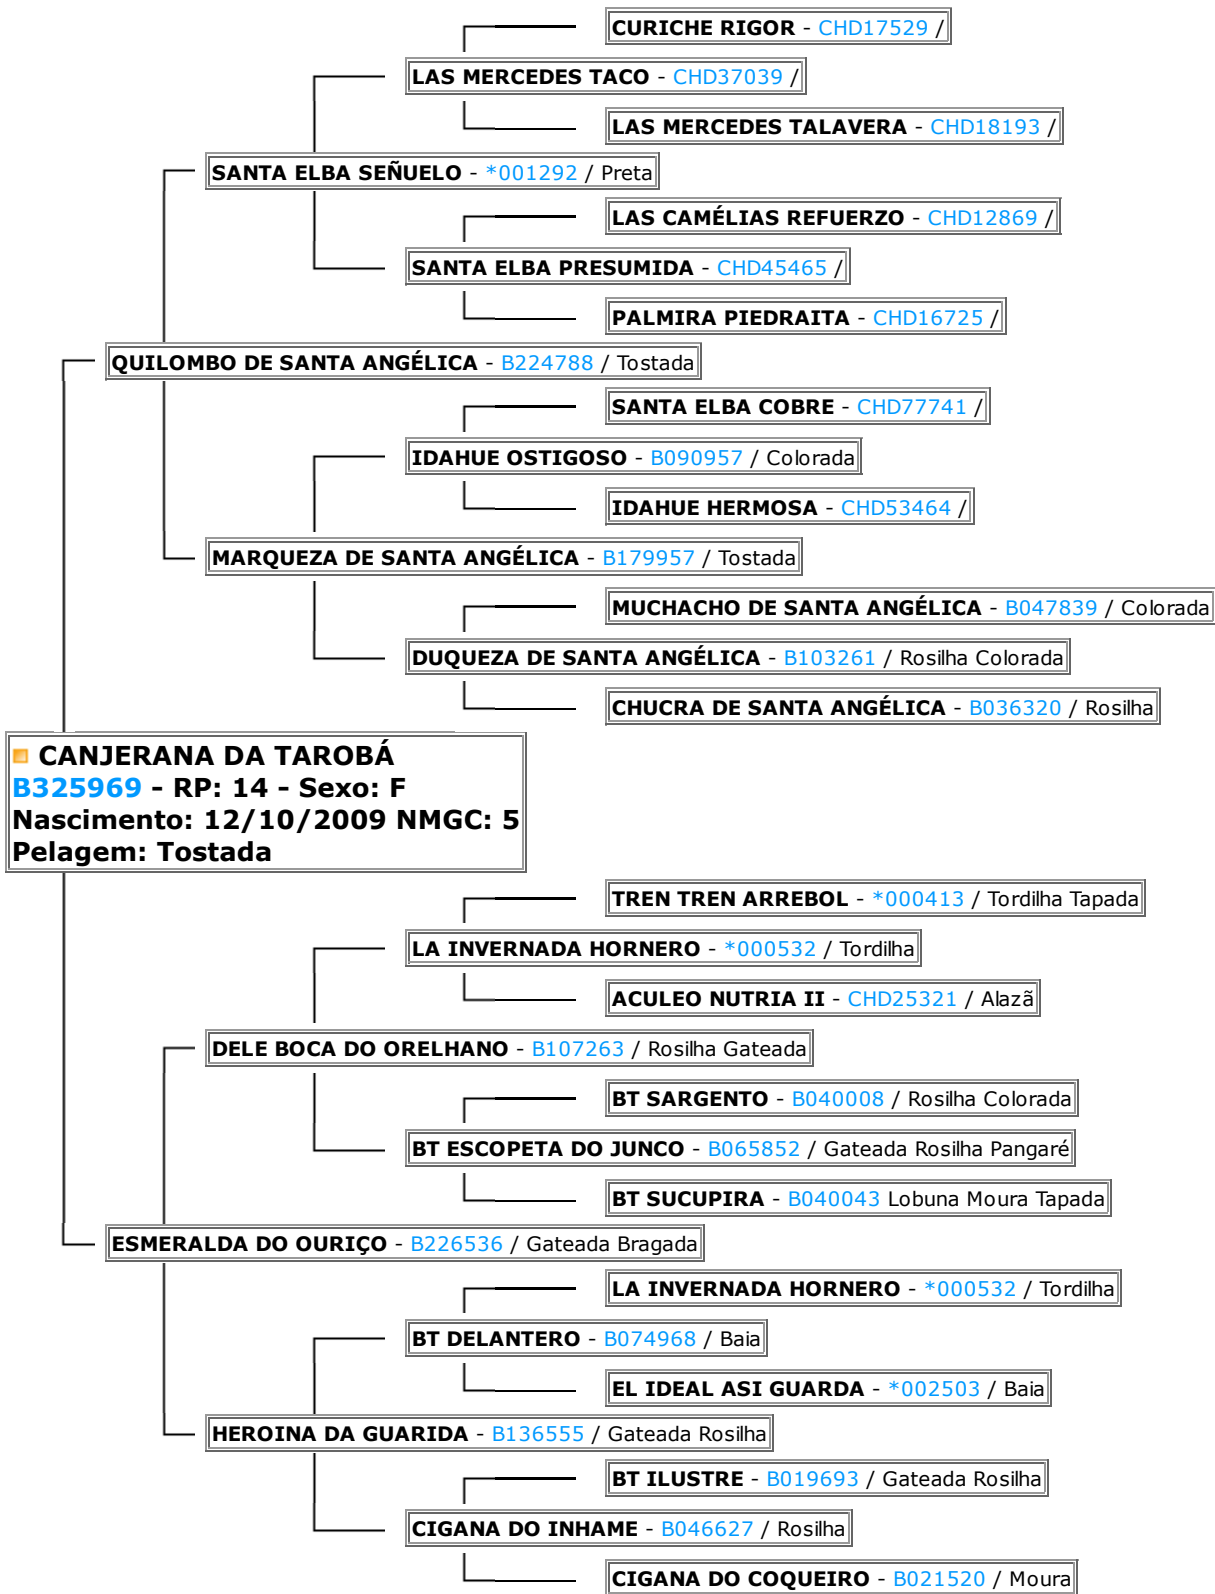 CURICHE RIGOR - CHD17529 /
LAS MERCEDES TACO - CHD37039 /
LAS MERCEDES TALAVERA - CHD18193 /
SANTA ELBA SEÑUELO - *001292 / Preta
LAS CAMÉLIAS REFUERZO - CHD12869 /
SANTA ELBA PRESUMIDA - CHD45465 /
PALMIRA PIEDRAITA - CHD16725 /
QUILOMBO DE SANTA ANGÉLICA - B224788 / Tostada
SANTA ELBA COBRE - CHD77741 /
IDAHUE OSTIGOSO - B090957 / Colorada
IDAHUE HERMOSA - CHD53464 /
MARQUEZA DE SANTA ANGÉLICA - B179957 / Tostada
MUCHACHO DE SANTA ANGÉLICA - B047839 / Colorada
DUQUEZA DE SANTA ANGÉLICA - B103261 / Rosilha Colorada
CHUCRA DE SANTA ANGÉLICA - B036320 / Rosilha
CANJERANA DA TAROBÁ
B325969 - RP: 14 - Sexo: F
Nascimento: 12/10/2009 NMGC: 5
Pelagem: Tostada
TREN TREN ARREBOL - *000413 / Tordilha Tapada
LA INVERNADA HORNERO - *000532 / Tordilha
ACULEO NUTRIA II - CHD25321 / Alazã
DELE BOCA DO ORELHANO - B107263 / Rosilha Gateada
BT SARGENTO - B040008 / Rosilha Colorada
BT ESCOPETA DO JUNCO - B065852 / Gateada Rosilha Pangaré
BT SUCUPIRA - B040043 Lobuna Moura Tapada
ESMERALDA DO OURIÇO - B226536 / Gateada Bragada
LA INVERNADA HORNERO - *000532 / Tordilha
BT DELANTERO - B074968 / Baia
EL IDEAL ASI GUARDA - *002503 / Baia
HEROINA DA GUARIDA - B136555 / Gateada Rosilha
BT ILUSTRE - B019693 / Gateada Rosilha
CIGANA DO INHAME - B046627 / Rosilha
CIGANA DO COQUEIRO - B021520 / Moura